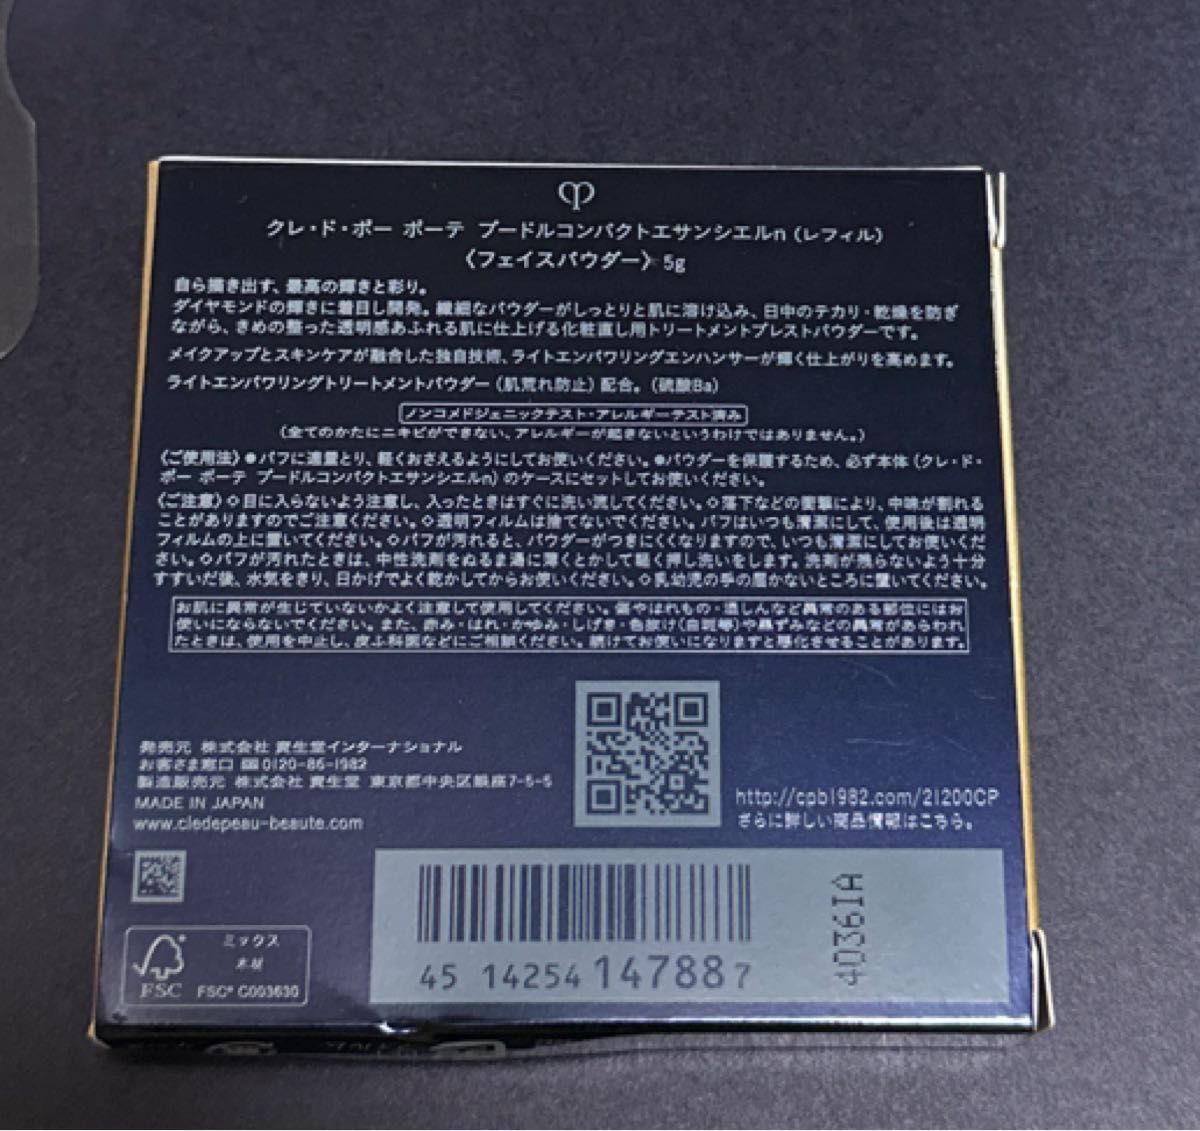 クレ・ド・ポー ボーテ プードルコンパクトエサンシエルn（レフィル）
〈フェイスパウダー〉5g
自ら描き出す、最高の輝きと彩り。
ダイヤモンドの輝きに着目し開発。繊細なパウダーがしっとりと肌に溶け込み、日中のテカリ・乾燥を防ぎ
ながら、きめの整った透明感あふれる肌に仕上げる化粧直し用トリートメントプレストパウダーです。
メイクアップとスキンケアが融合した独自技術、ライトエンパワリングエンハンサーが輝く仕上がりを高めます。
ライトエンパワリングトリートメントパウダー（肌荒れ防止）配合。（硫酸Ba）
ノンコメドジェニックテスト・アレルギーテスト済み
（全てのかたにニキビができない、アレルギーが起きないというわけではありません。）
〈ご使用法〉●パフに適量とり、軽くおさえるようにしてお使いください。●パウダーを保護するため、必ず本体（クレ・ド・
ポー ボーテ プードルコンパクトエサンシエルn）のケースにセットしてお使いください。
〈ご注意〉◇目に入らないよう注意し、入ったときはすぐに洗い流してください。◇落下などの衝撃により、中味が割れる
ことがありますのでご注意ください。◇透明フィルムは捨てないでください。パフはいつも清潔にして、使用後は透明
フィルムの上に置いてください。◇パフが汚れると、パウダーがつきにくくなりますので、いつも清潔にしてお使いくだ
さい。◇パフが汚れたときは、中性洗剤をぬるま湯に薄くとかして軽く押し洗いをします。洗剤が残らないよう十分
すすいだ後、水気をきり、日かげでよく乾かしてからお使いください。◇乳幼児の手の届かないところに置いてください。
お肌に異常が生じていないかよく注意して使用してください。傷やはれもの・湿しんなど異常のある部位にはお
使いにならないでください。また、赤み・はれ・かゆみ・しげき・色抜け（白斑等）や黒ずみなどの異常があらわれ
たときは、使用を中止し、皮ふ科医などにご相談ください。続けてお使いになりますと悪化させることがあります。
発売元 株式会社 資生堂インターナショナル
お客さま窓口 0120-86-1982
製造販売元 株式会社 資生堂 東京都中央区銀座7-5-5
MADE IN JAPAN
www.cledepeau-beaute.com
http://cpb1982.com/21200CP
さらに詳しい商品情報はこちら。
45 14254 147887
4036IA
ミックス
木材
FSC
FSC® C003630